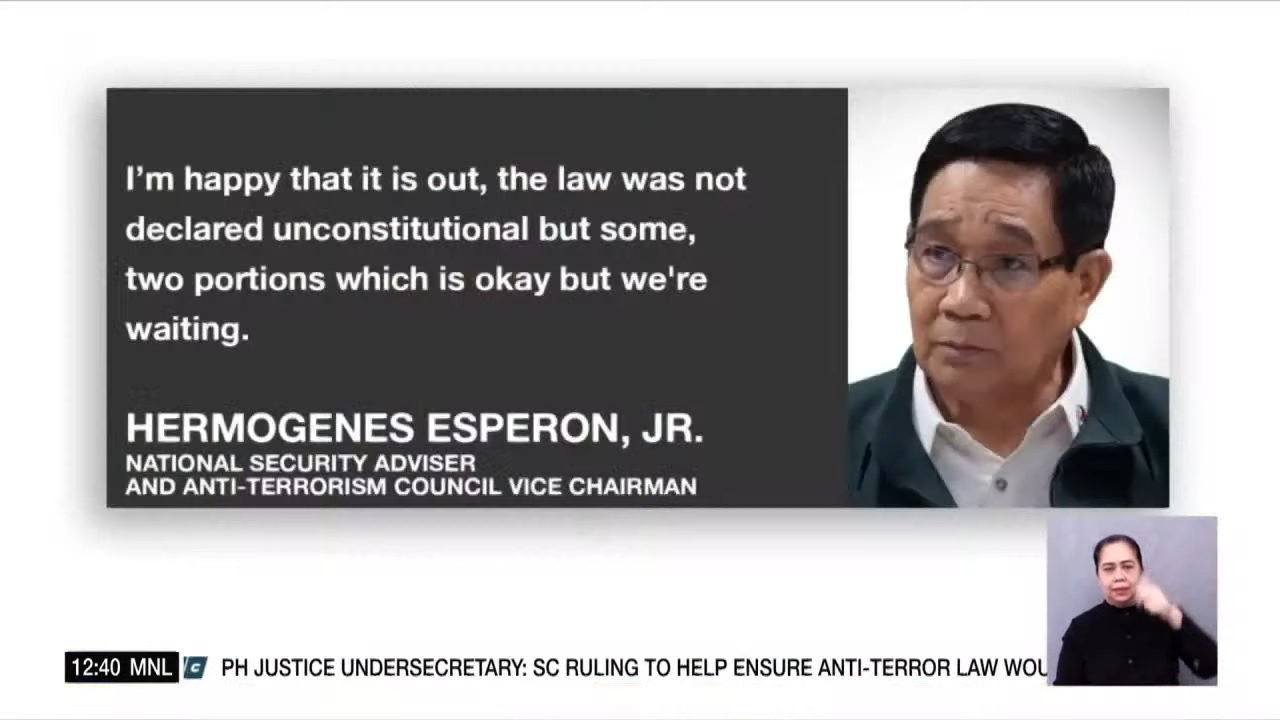 I'm happy that it is out, the law was not
declared unconstitutional but some,
two portions which is okay but we're
waiting.
HERMOGENES ESPERON, JR.
NATIONAL SECURITY ADVISER
AND ANTI-TERRORISM COUNCIL VICE CHAIRMAN
12:40 MNL C PH JUSTICE UNDERSECRETARY: SC RULING TO HELP ENSURE ANTI-TERROR LAW WOU